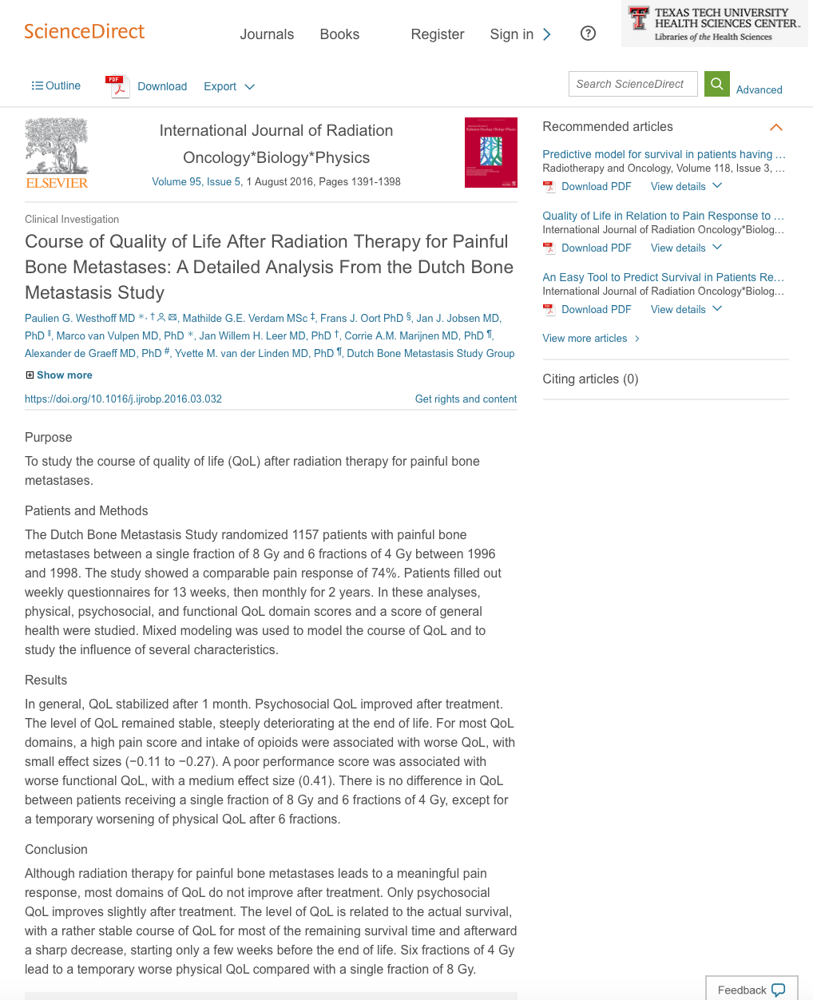 ScienceDirect
Journals Books Register Sign in
TEXAS TECH UNIVERSITY
HEALTH SCIENCES CENTER.
Libraries of the Health Sciences
Outline PDF Download Export Search ScienceDirect Advanced
ELSEVIER
International Journal of Radiation
Oncology*Biology*Physics
Volume 95, Issue 5, 1 August 2016, Pages 1391-1398
Clinical Investigation
Course of Quality of Life After Radiation Therapy for Painful
Bone Metastases: A Detailed Analysis From the Dutch Bone
Metastasis Study
Paulien G. Westhoff MD *, †, Mathilde G.E. Verdam MSc ‡, Frans J. Oort PhD §, Jan J. Jobsen MD,
PhD ‖, Marco van Vulpen MD, PhD *, Jan Willem H. Leer MD, PhD †, Corrie A.M. Marijnen MD, PhD ¶,
Alexander de Graeff MD, PhD #, Yvette M. van der Linden MD, PhD ¶, Dutch Bone Metastasis Study Group
Show more
https://doi.org/10.1016/j.ijrobp.2016.03.032 Get rights and content
Purpose
To study the course of quality of life (QoL) after radiation therapy for painful bone
metastases.
Patients and Methods
The Dutch Bone Metastasis Study randomized 1157 patients with painful bone
metastases between a single fraction of 8 Gy and 6 fractions of 4 Gy between 1996
and 1998. The study showed a comparable pain response of 74%. Patients filled out
weekly questionnaires for 13 weeks, then monthly for 2 years. In these analyses,
physical, psychosocial, and functional QoL domain scores and a score of general
health were studied. Mixed modeling was used to model the course of QoL and to
study the influence of several characteristics.
Results
In general, QoL stabilized after 1 month. Psychosocial QoL improved after treatment.
The level of QoL remained stable, steeply deteriorating at the end of life. For most QoL
domains, a high pain score and intake of opioids were associated with worse QoL, with
small effect sizes (−0.11 to −0.27). A poor performance score was associated with
worse functional QoL, with a medium effect size (0.41). There is no difference in QoL
between patients receiving a single fraction of 8 Gy and 6 fractions of 4 Gy, except for
a temporary worsening of physical QoL after 6 fractions.
Conclusion
Although radiation therapy for painful bone metastases leads to a meaningful pain
response, most domains of QoL do not improve after treatment. Only psychosocial
QoL improves slightly after treatment. The level of QoL is related to the actual survival,
with a rather stable course of QoL for most of the remaining survival time and afterward
a sharp decrease, starting only a few weeks before the end of life. Six fractions of 4 Gy
lead to a temporary worse physical QoL compared with a single fraction of 8 Gy.
Recommended articles
Predictive model for survival in patients having ...
Radiotherapy and Oncology, Volume 118, Issue 3, ...
Download PDF View details
Quality of Life in Relation to Pain Response to ...
International Journal of Radiation Oncology*Biolog...
Download PDF View details
An Easy Tool to Predict Survival in Patients Re...
International Journal of Radiation Oncology*Biolog...
Download PDF View details
View more articles
Citing articles (0)
Feedback